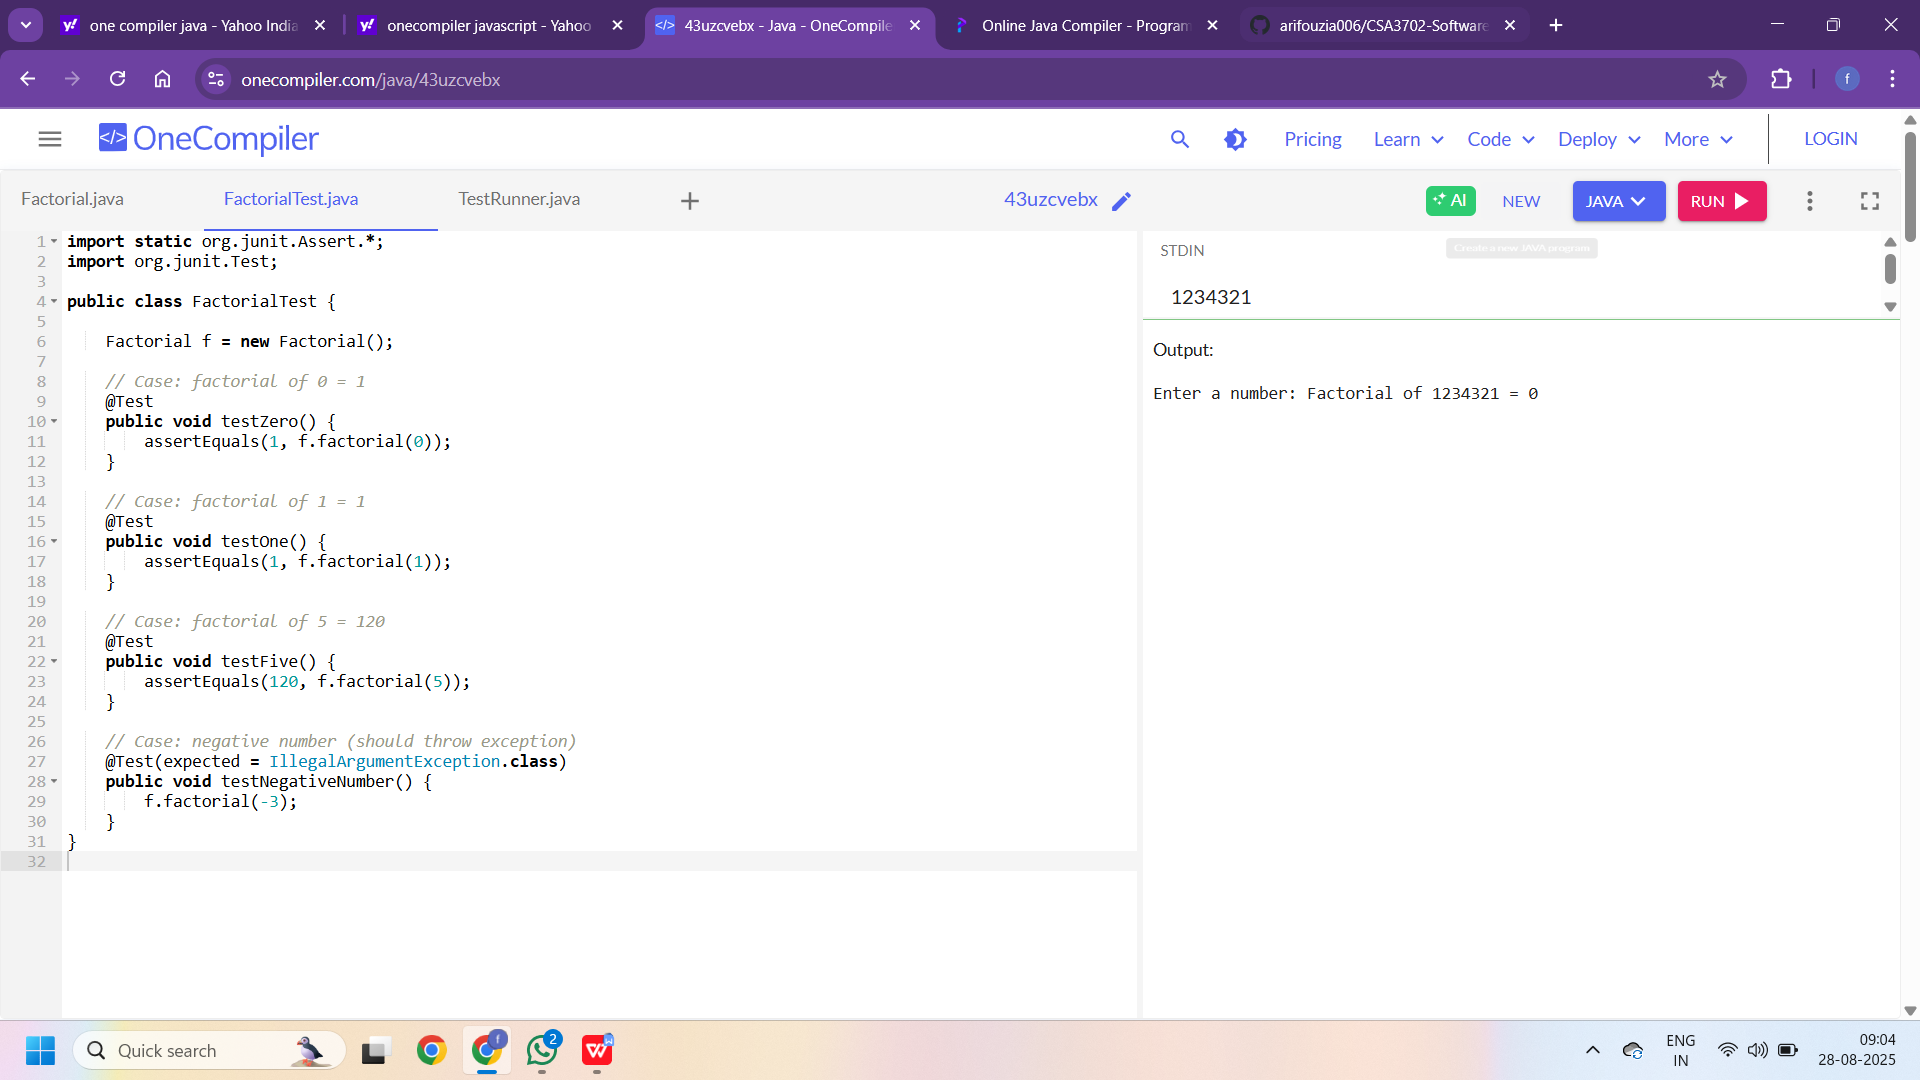 one compiler java - Yahoo India
onecompiler javascript - Yahoo
43uzcvebx - Java - OneCompile
Online Java Compiler - Program
arifouzia006/CSA3702-Software
onecompiler.com/java/43uzcvebx
f
</> OneCompiler
Pricing
Learn
Code
Deploy
More
LOGIN
Factorial.java
FactorialTest.java
TestRunner.java
43uzcvebx
AI
NEW
JAVA
RUN
Create a new JAVA program
1 import static org.junit.Assert.*;
2 import org.junit.Test;
3
4 public class FactorialTest {
5
6 Factorial f = new Factorial();
7
8 // Case: factorial of 0 = 1
9 @Test
10 public void testZero() {
11 assertEquals(1, f.factorial(0));
12 }
13
14 // Case: factorial of 1 = 1
15 @Test
16 public void testOne() {
17 assertEquals(1, f.factorial(1));
18 }
19
20 // Case: factorial of 5 = 120
21 @Test
22 public void testFive() {
23 assertEquals(120, f.factorial(5));
24 }
25
26 // Case: negative number (should throw exception)
27 @Test(expected = IllegalArgumentException.class)
28 public void testNegativeNumber() {
29 f.factorial(-3);
30 }
31 }
32
STDIN
1234321
Output:
Enter a number: Factorial of 1234321 = 0
Quick search
f
2
W
ENG
IN
09:04
28-08-2025